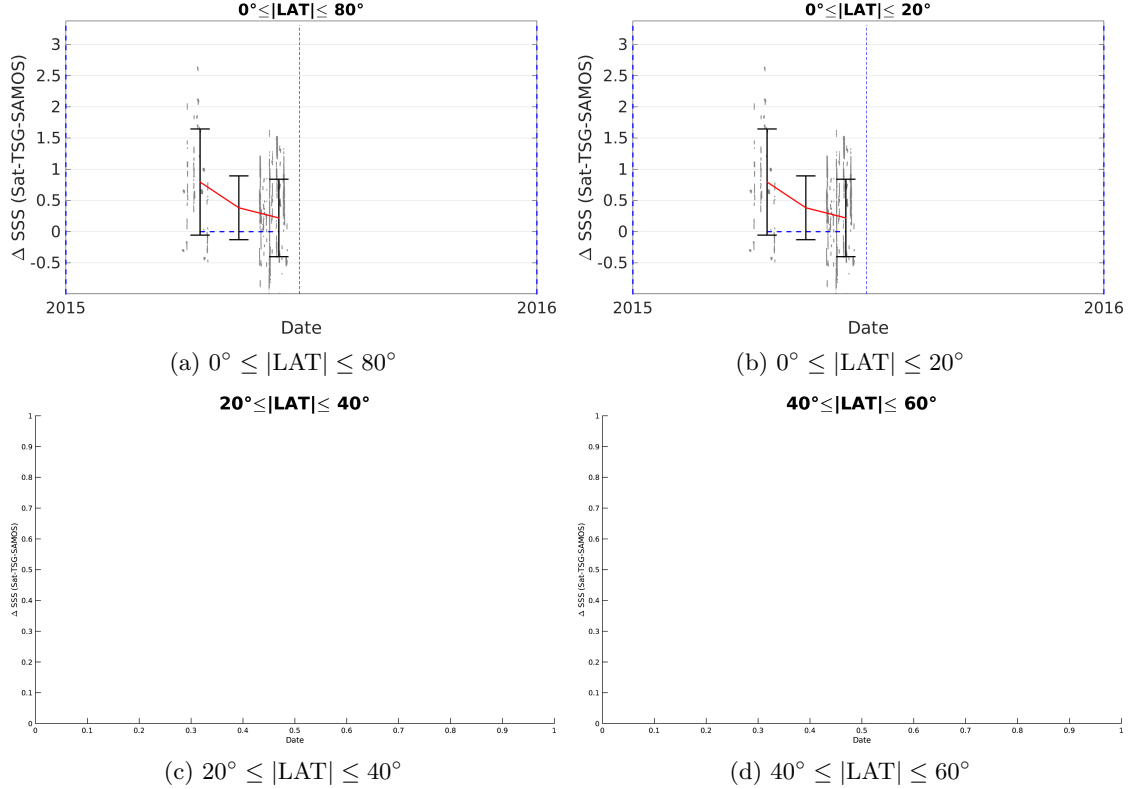 0°≤|LAT|≤ 80°
3
2.5
2
1.5
1
0.5
0
-0.5
Δ SSS (Sat-TSG-SAMOS)
2015 2016
Date
(a) 0° ≤ |LAT| ≤ 80°
0°≤|LAT|≤ 20°
3
2.5
2
1.5
1
0.5
0
-0.5
Δ SSS (Sat-TSG-SAMOS)
2015 2016
Date
(b) 0° ≤ |LAT| ≤ 20°
20°≤|LAT|≤ 40°
1
0.9
0.8
0.7
0.6
0.5
0.4
0.3
0.2
0.1
0
Δ SSS (Sat-TSG-SAMOS)
0 0.1 0.2 0.3 0.4 0.5 0.6 0.7 0.8 0.9 1
Date
(c) 20° ≤ |LAT| ≤ 40°
40°≤|LAT|≤ 60°
1
0.9
0.8
0.7
0.6
0.5
0.4
0.3
0.2
0.1
0
Δ SSS (Sat-TSG-SAMOS)
0 0.1 0.2 0.3 0.4 0.5 0.6 0.7 0.8 0.9 1
Date
(d) 40° ≤ |LAT| ≤ 60°